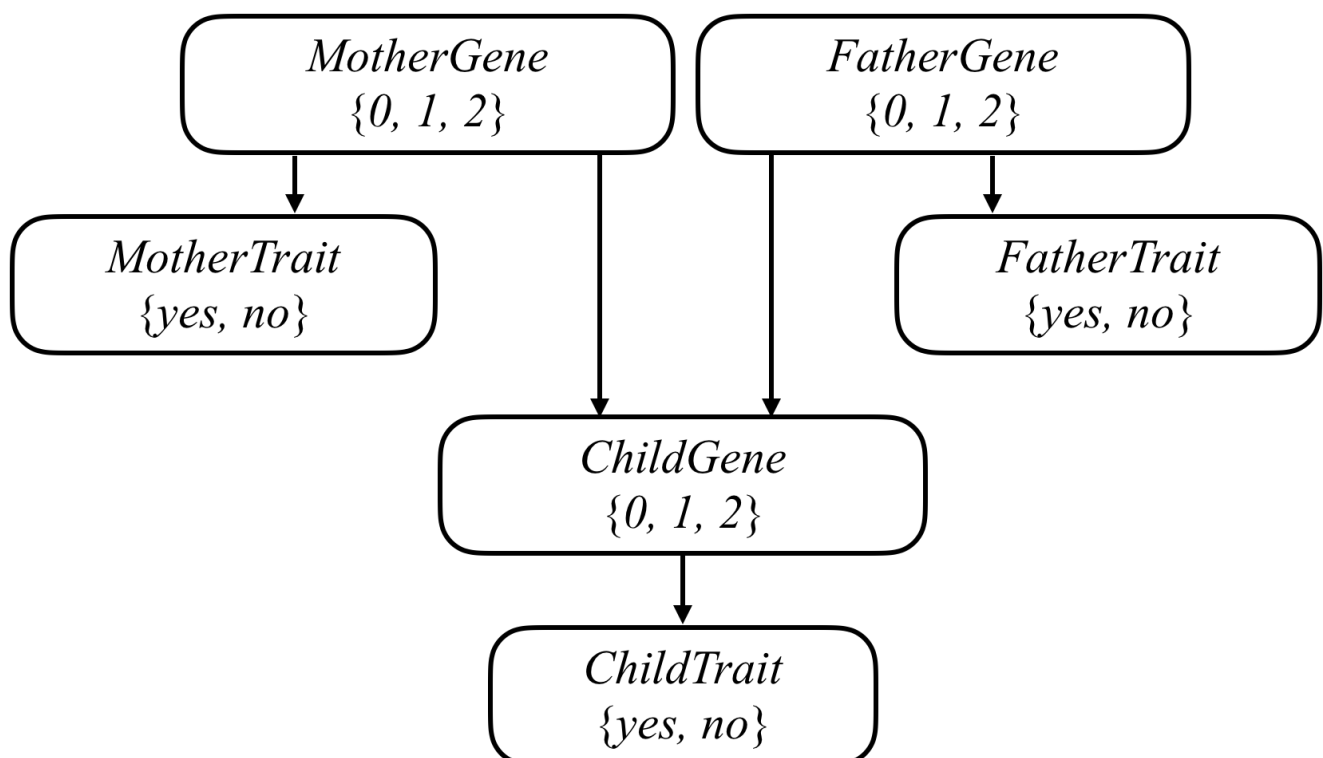 MotherGene
{0, 1, 2}
FatherGene
{0, 1, 2}
MotherTrait
{yes, no}
FatherTrait
{yes, no}
ChildGene
{0, 1, 2}
ChildTrait
{yes, no}